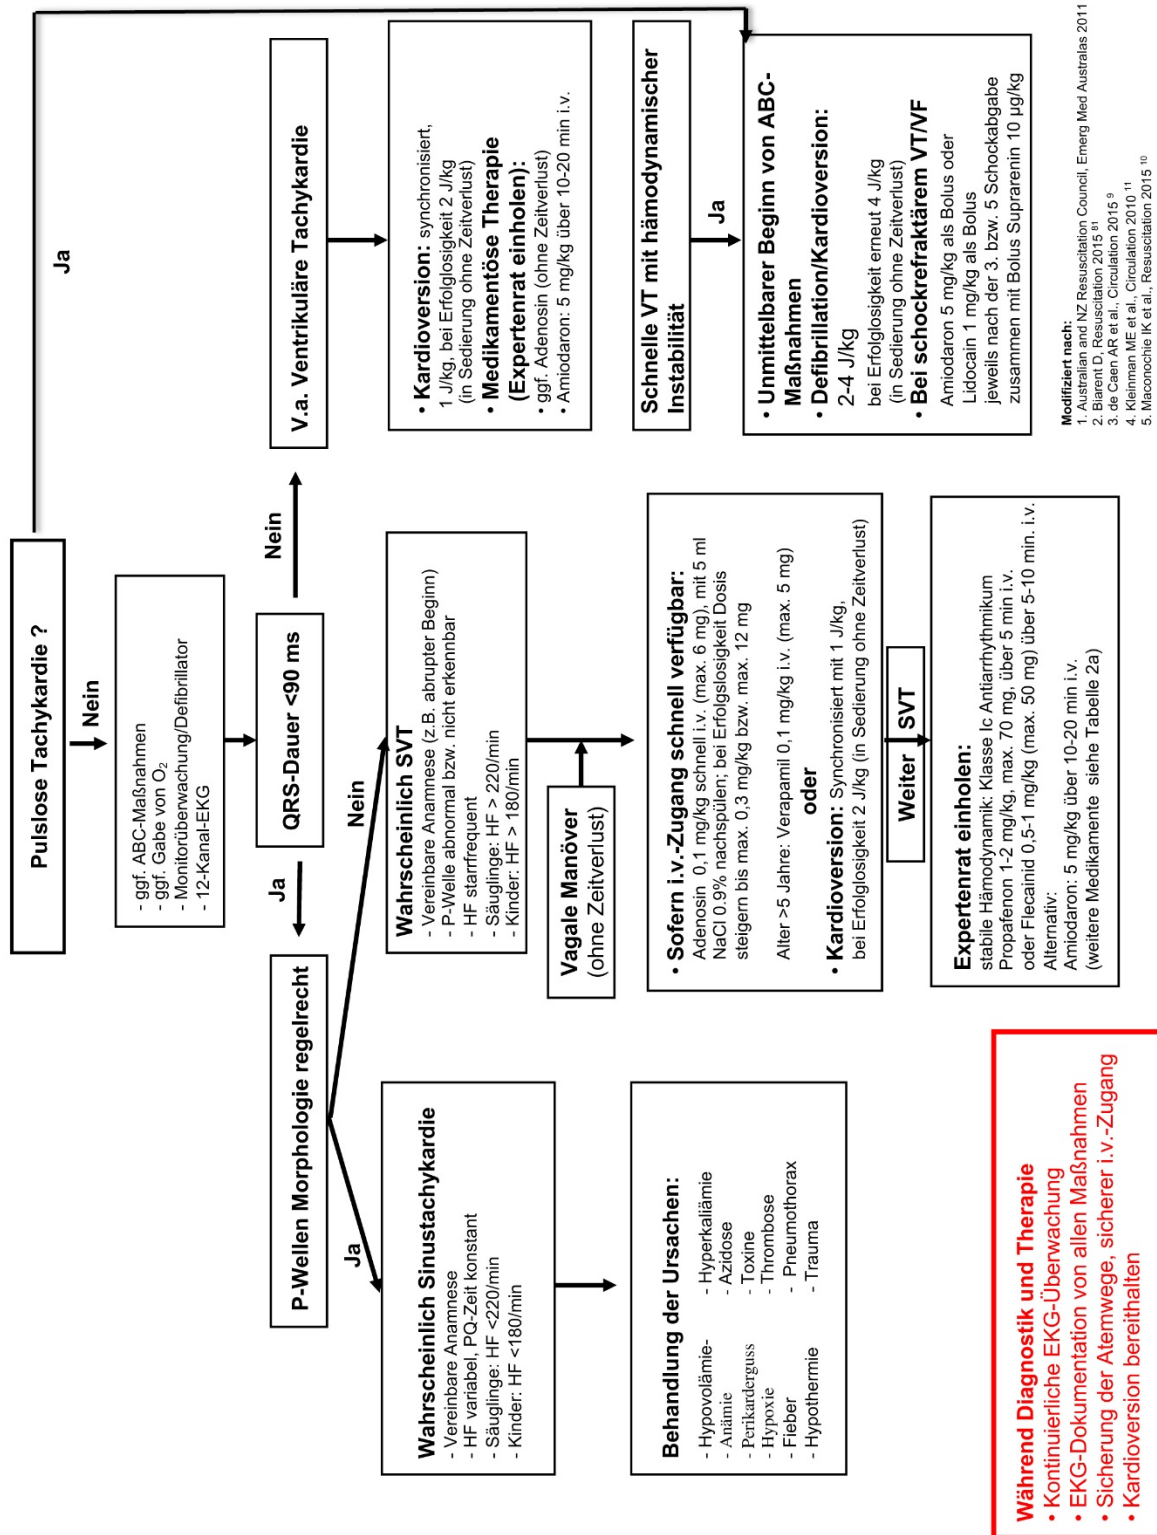 Pulslose Tachykardie ?
Ja
Nein
- ggf. ABC-Maßnahmen
- ggf. Gabe von O₂
- Monitorüberwachung/Defibrillator
- 12-Kanal-EKG
QRS-Dauer <90 ms
Ja
Nein
P-Wellen Morphologie regelrecht
Ja
Nein
V.a. Ventrikuläre Tachykardie
Wahrscheinlich Sinustachykardie
- Vereinbare Anamnese
- HF variabel, PQ-Zeit konstant
- Säuglinge: HF <220/min
- Kinder: HF <180/min
Behandlung der Ursachen:
- Hypovolämie-
- Anämie
- Perikarderguss
- Hypoxie
- Fieber
- Hypothermie
- Hyperkaliämie
- Azidose
- Toxine
- Thrombose
- Pneumothorax
- Trauma
Wahrscheinlich SVT
- Vereinbare Anammese (z.B. abrupter Beginn)
- P-Welle abnormal bzw. nicht erkennbar
- HF starrfrequent
- Säuglinge: HF > 220/min
- Kinder: HF > 180/min
Vagale Manöver
(ohne Zeitverlust)
• Sofern i.v.-Zugang schnell verfügbar:
Adenosin 0,1 mg/kg schnell i.v. (max. 6 mg), mit 5 ml
NaCl 0.9% nachspülen; bei Erfolgslosigkeit Dosis
steigern bis max. 0,3 mg/kg bzw. max. 12 mg
Alter >5 Jahre: Verapamil 0,1 mg/kg i.v. (max. 5 mg)
oder
• Kardioversion: Synchronisiert mit 1 J/kg,
bei Erfolglosigkeit 2 J/kg (in Sedierung ohne Zeitverlust)
Weiter SVT
Expertenrat einholen:
stabile Hämodynamik: Klasse Ic Antiarrhythmikum
Propafenon 1-2 mg/kg, max. 70 mg, über 5 min i.v.
oder Flecainid 0,5-1 mg/kg (max. 50 mg) über 5-10 min. i.v.
Alternativ:
Amiodaron: 5 mg/kg über 10-20 min i.v.
(weitere Medikamente siehe Tabelle 2a)
• Kardioversion: synchronisiert,
1 J/kg, bei Erfolglosigkeit 2 J/kg
(in Sedierung ohne Zeitverlust)
• Medikamentöse Therapie
(Expertenrat einholen):
• ggf. Adenosin (ohne Zeitverlust)
• Amiodaron: 5 mg/kg über 10-20 min i.v.
Schnelle VT mit hämodynamischer
Instabilität
Ja
• Unmittelbarer Beginn von ABC-
Maßnahmen
• Defibrillation/Kardioversion:
2-4 J/kg
bei Erfolglosigkeit erneut 4 J/kg
(in Sedierung ohne Zeitverlust)
• Bei schockrefraktärem VT/VF
Amiodaron 5 mg/kg als Bolus oder
Lidocain 1 mg/kg als Bolus
jeweils nach der 3. bzw. 5 Schockabgabe
zusammen mit Bolus Suprarenin 10 µg/kg
Während Diagnostik und Therapie
• Kontinuierliche EKG-Überwachung
• EKG-Dokumentation von allen Maßnahmen
• Sicherung der Atemwege, sicherer i.v.-Zugang
• Kardioversion bereithalten
Modifiziert nach:
1. Australian and NZ Resuscitation Council, Emerg Med Australas 2011
2. Biarent D, Resuscitation 2015 81
3. de Caen AR et al., Circulation 2015 9
4. Kleinman ME et al, Circulation 2010 11
5. Maconochie IK et al., Resuscitation 2015 10